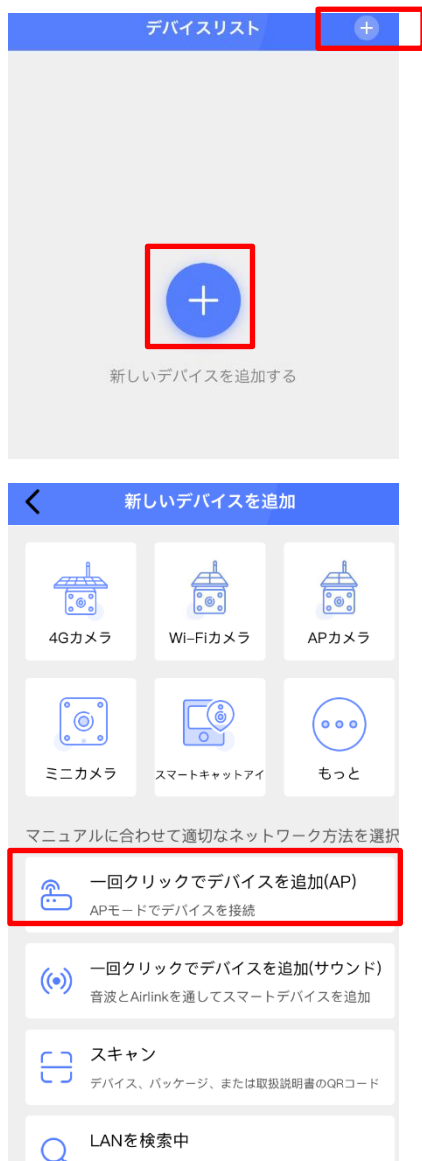 デバイスリスト
新しいデバイスを追加する
新しいデバイスを追加
4Gカメラ
Wi-Fiカメラ
APカメラ
ミニカメラ
スマートキャットアイ
もっと
マニュアルに合わせて適切なネットワーク方法を選択
一回クリックでデバイスを追加(AP)
APモードでデバイスを接続
一回クリックでデバイスを追加(サウンド)
音波とAirlinkを通してスマートデバイスを追加
スキャン
デバイス、パッケージ、または取扱説明書のQRコード
LANを検索中